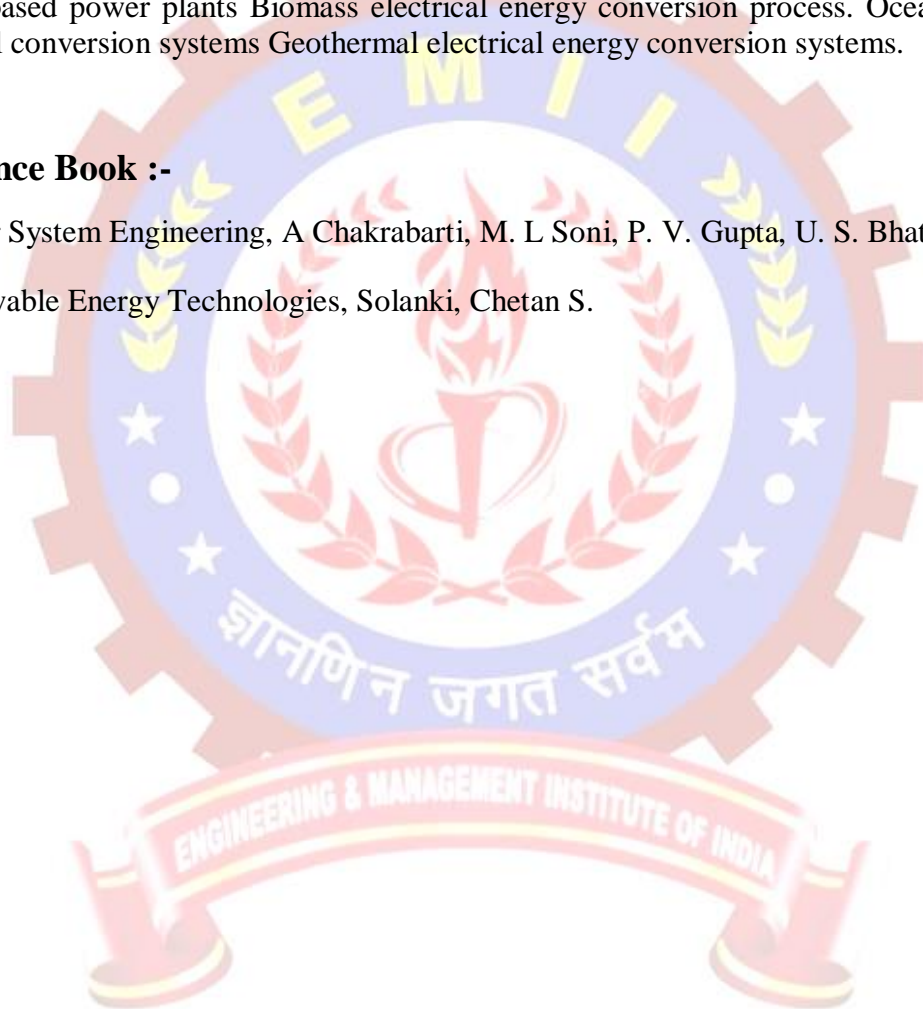 based power plants Biomass electrical energy conversion process. Ocea
l conversion systems Geothermal electrical energy conversion systems.
E M I I
nce Book :-
System Engineering, A Chakrabarti, M. L Soni, P. V. Gupta, U. S. Bhat
vable Energy Technologies, Solanki, Chetan S.
ज्ञानणिन जगत सर्वम
ENGINEERING & MANAGEMENT INSTITUTE OF INDIA